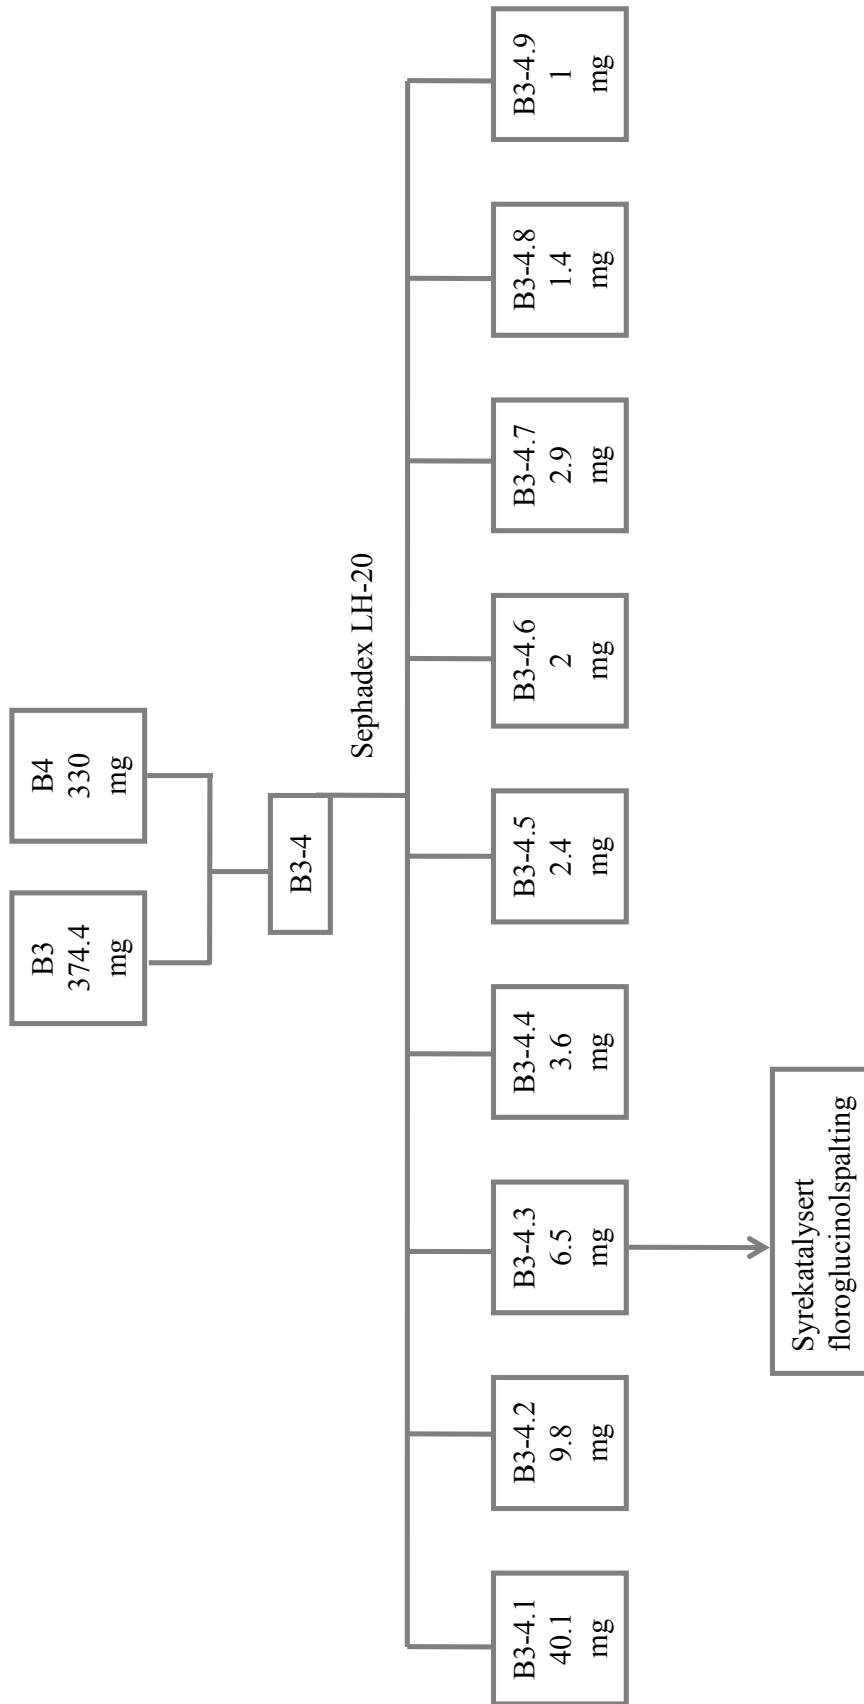 B3
374.4
mg
B4
330
mg
B3-4
Sephadex LH-20
B3-4.1
40.1
mg
B3-4.2
9.8
mg
B3-4.3
6.5
mg
B3-4.4
3.6
mg
B3-4.5
2.4
mg
B3-4.6
2
mg
B3-4.7
2.9
mg
B3-4.8
1.4
mg
B3-4.9
1
mg
Syrekatalysert
floroglucinolspalting